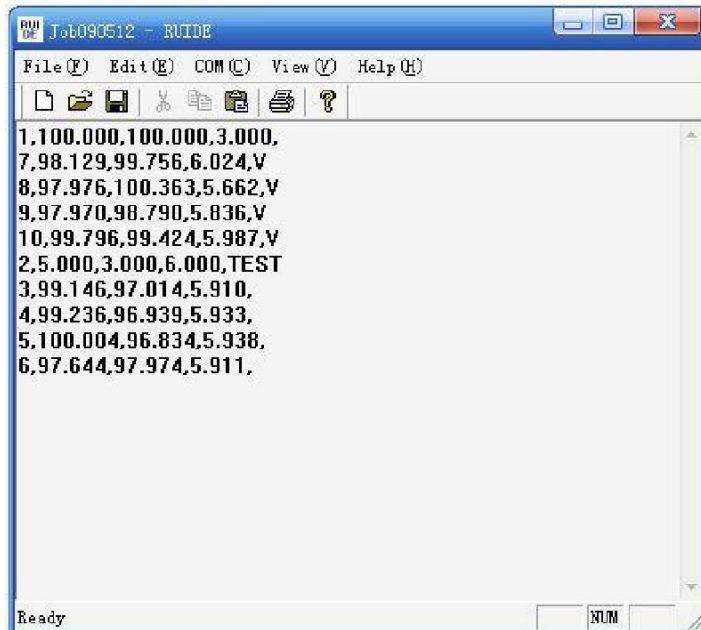 RUI
DE
Job090512 - RUIDE
File(F) Edit(E) COM(C) View(V) Help(H)
1,100.000,100.000,3.000,
7,98.129,99.756,6.024,V
8,97.976,100.363,5.662,V
9,97.970,98.790,5.836,V
10,99.796,99.424,5.987,V
2,5.000,3.000,6.000,TEST
3,99.146,97.014,5.910,
4,99.236,96.939,5.933,
5,100.004,96.834,5.938,
6,97.644,97.974,5.911,
Ready NUM